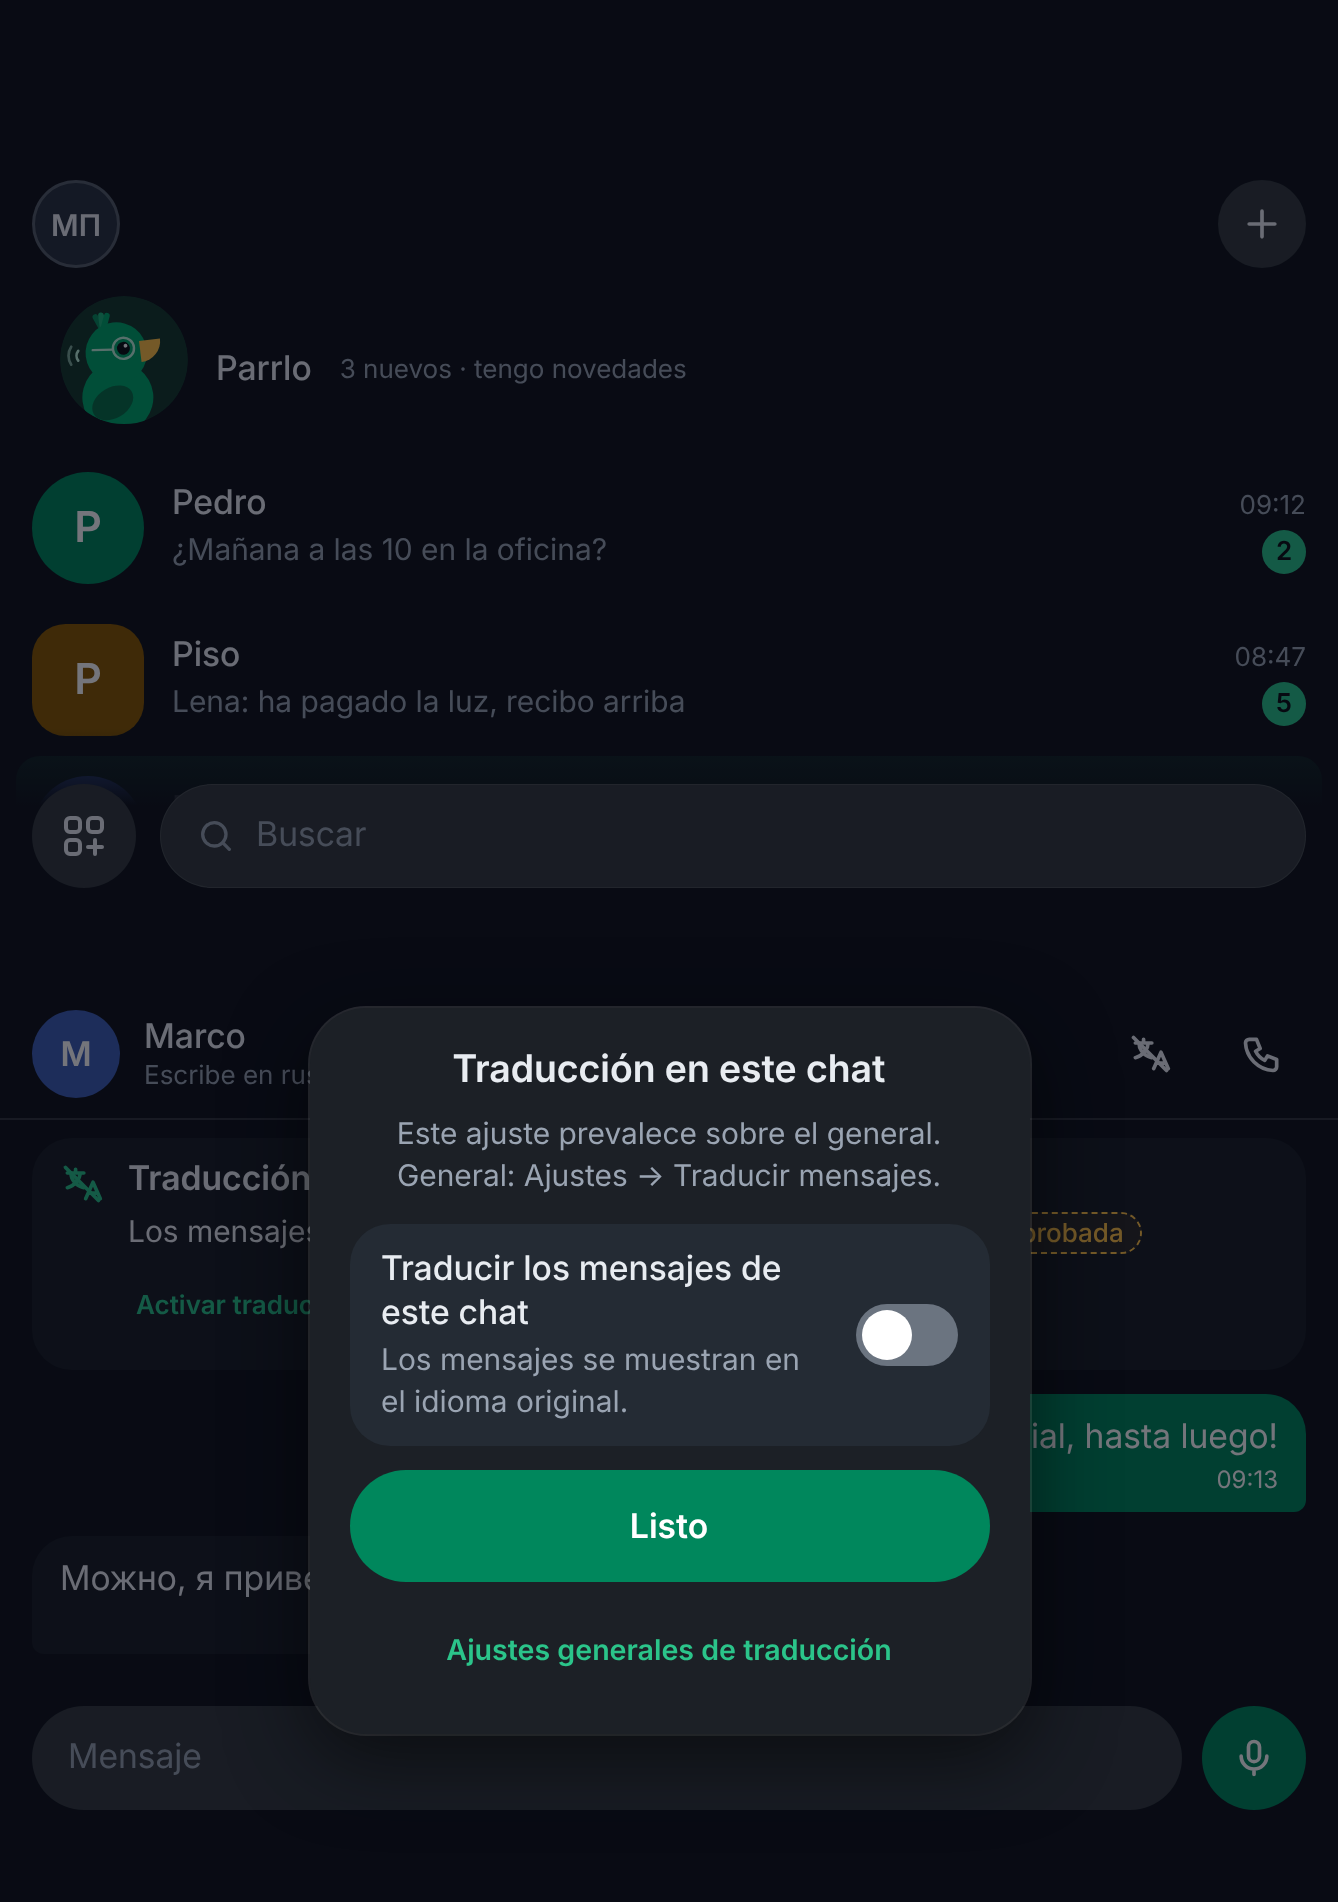 МП
Parrlo 3 nuevos · tengo novedades
P
Pedro
09:12
¿Mañana a las 10 en la oficina?
2
P
Piso
08:47
Lena: ha pagado la luz, recibo arriba
5
Buscar
M
Marco
Escribe en
Traducción en este chat
Este ajuste prevalece sobre el general.
General: Ajustes → Traducir mensajes.
Traducción
Los mensajes
Activar
Traducir los mensajes de
este chat
Los mensajes se muestran en
el idioma original.
hasta luego!
09:13
Listo
Можно, я
Ajustes generales de traducción
Mensaje